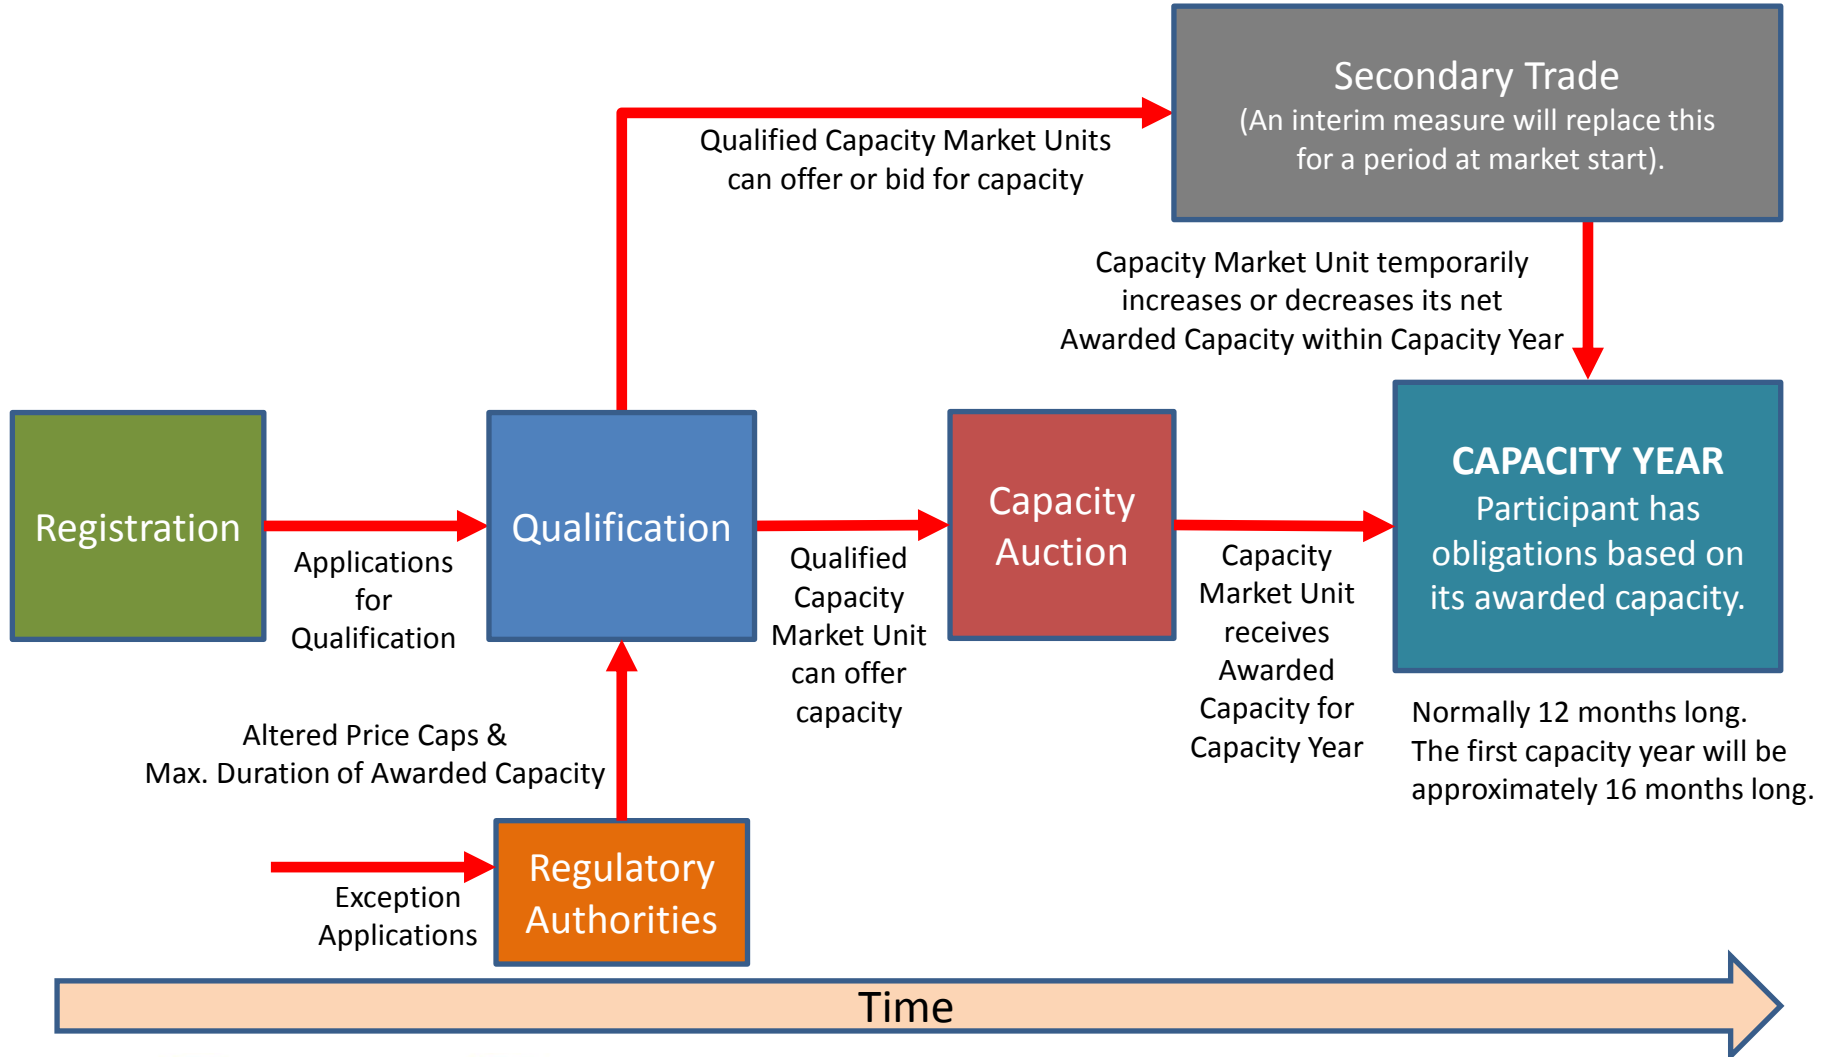 Secondary Trade
(An interim measure will replace this
for a period at market start).
Qualified Capacity Market Units
can offer or bid for capacity
Capacity Market Unit temporarily
increases or decreases its net
Awarded Capacity within Capacity Year
Registration
Applications
for
Qualification
Qualification
Qualified
Capacity
Market Unit
can offer
capacity
Capacity
Auction
Capacity
Market Unit
receives
Awarded
Capacity for
Capacity Year
CAPACITY YEAR
Participant has
obligations based on
its awarded capacity.
Normally 12 months long.
The first capacity year will be
approximately 16 months long.
Altered Price Caps &
Max. Duration of Awarded Capacity
Exception
Applications
Regulatory
Authorities
Time